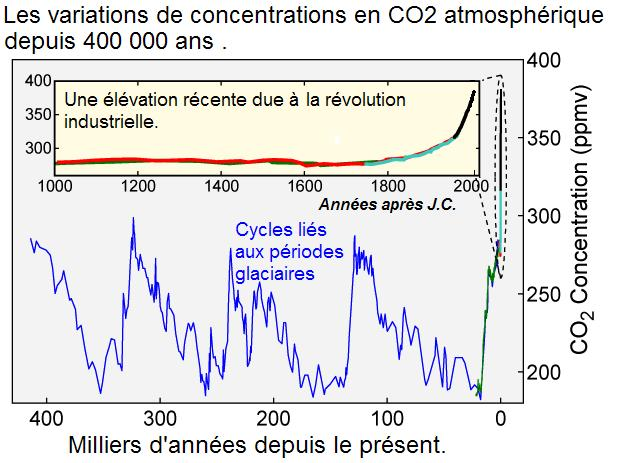 Les variations de concentrations en CO2 atmosphérique
depuis 400 000 ans .
400
350
300
250
200
CO2 Concentration (ppmv)
400
350
300
Une élévation récente due à la révolution
industrielle.
1000 1200 1400 1600 1800 2000
Années après J.C.
Cycles liés
aux périodes
glaciaires
400 300 200 100 0
Milliers d'années depuis le présent.